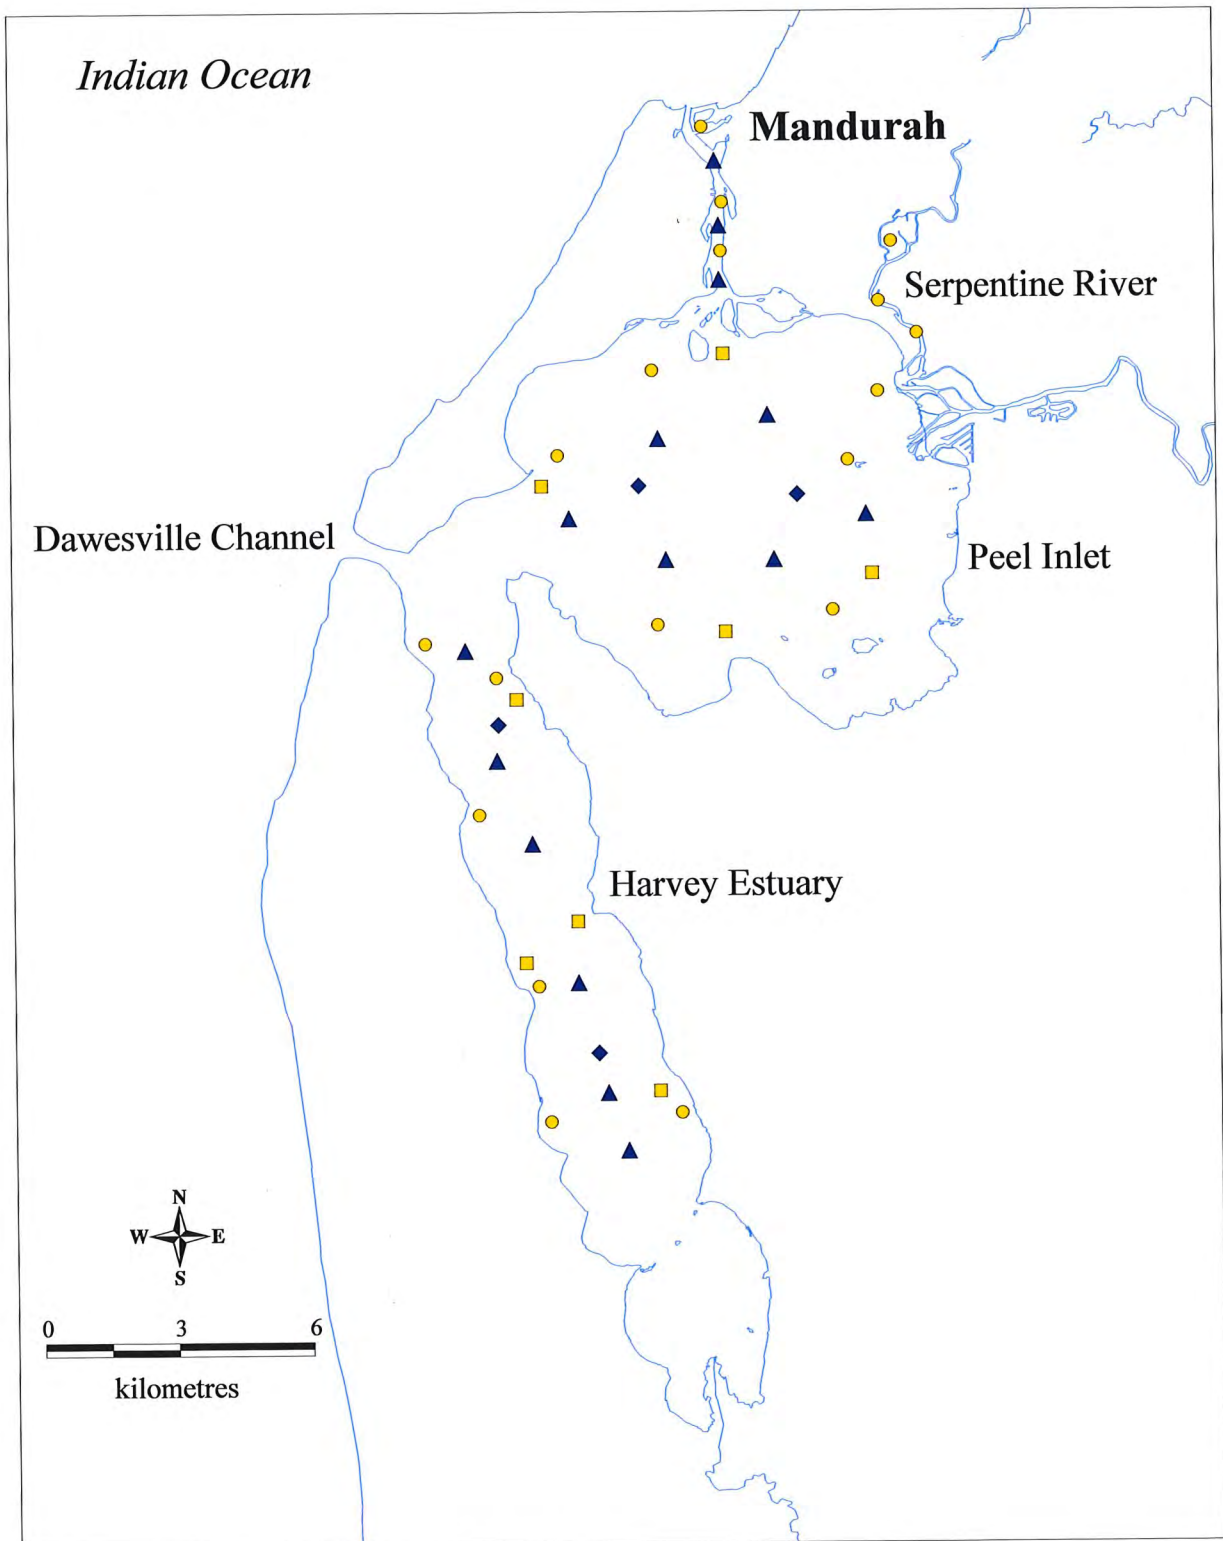 Indian Ocean
Mandurah
Serpentine River
Dawesville Channel
Peel Inlet
Harvey Estuary
N
W E
S
0 3 6
kilometres